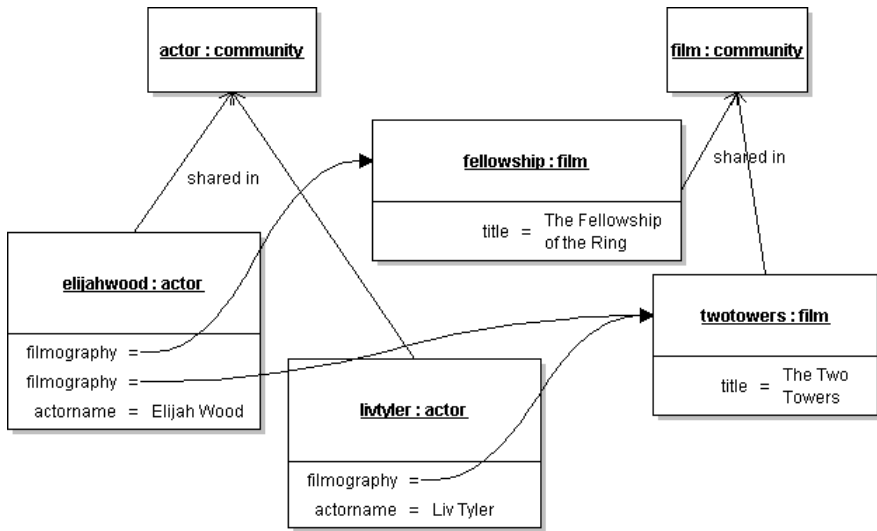 actor : community
film : community
fellowship : film
shared in
shared in
title = The Fellowship
of the Ring
elijahwood : actor
twotowers : film
filmography =
filmography =
actorname = Elijah Wood
title = The Two
Towers
livtyler : actor
filmography =
actorname = Liv Tyler